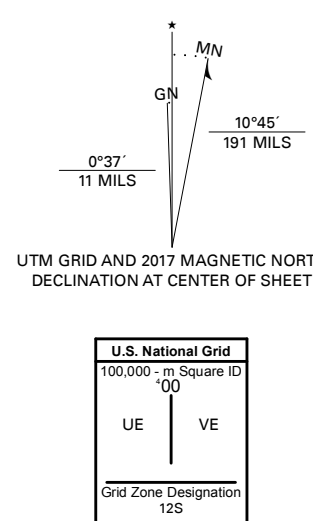 ★
MN
GN
10°45´
191 MILS
0°37´
11 MILS
UTM GRID AND 2017 MAGNETIC NORT
DECLINATION AT CENTER OF SHEET
U.S. National Grid
100,000 - m Square ID
⁴00
UE VE
Grid Zone Designation
12S